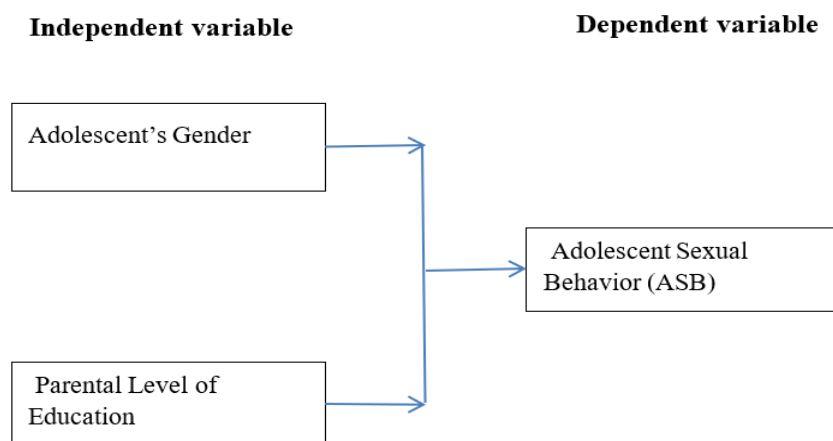 Independent variable
Dependent variable
Adolescent’s Gender
Adolescent Sexual
Behavior (ASB)
Parental Level of
Education